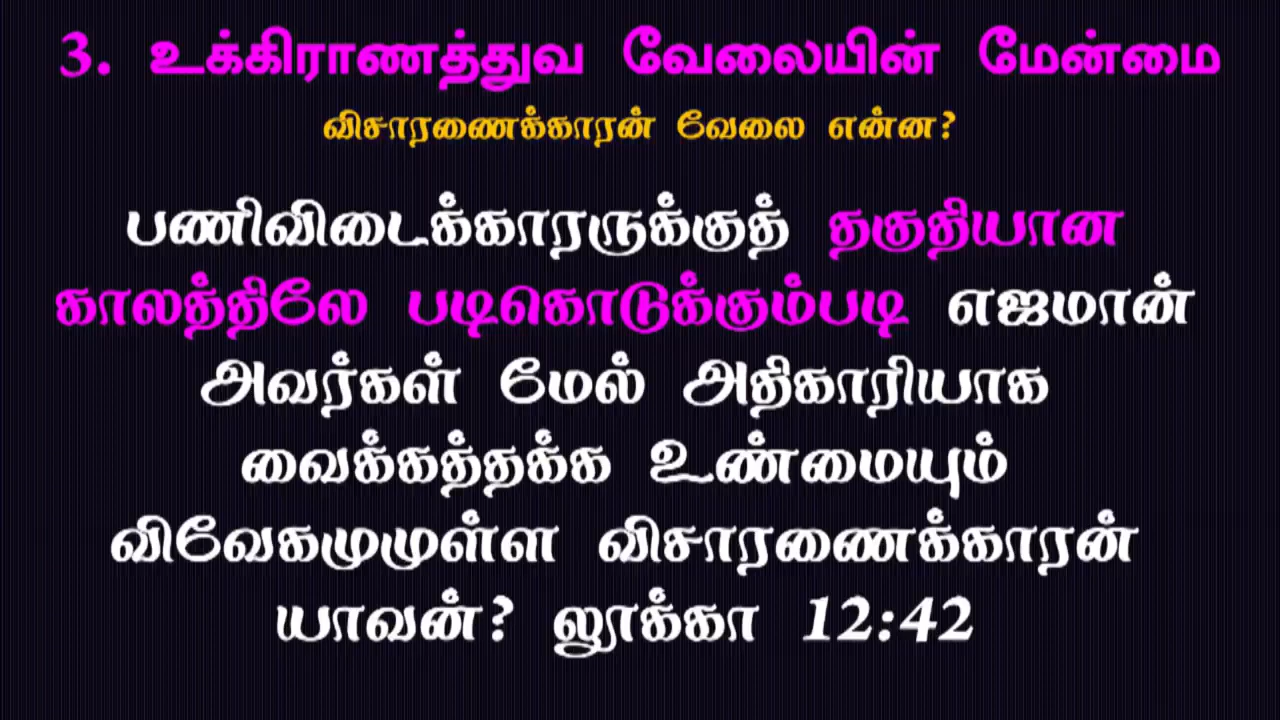 3. உக்கிராணத்துவ வேலையின் மேன்மை
விசாரணைக்காரன் வேலை என்ன?
பணிவிடைக்காரருக்குத் தகுதியான
காலத்திலே படிகொடுக்கும்படி எஜமான்
அவர்கள் மேல் அதிகாரியாக
வைக்கத்தக்க உண்மையும்
விவேகமுமுள்ள விசாரணைக்காரன்
யாவன்? லூக்கா 12:42